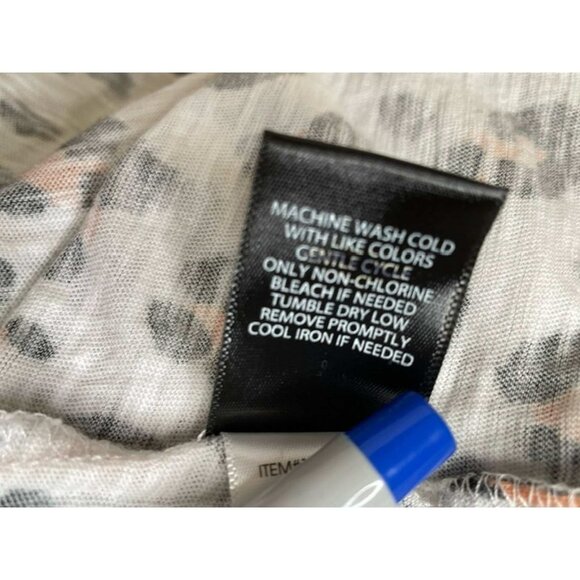 MACHINE WASH COLD
WITH LIKE COLORS
GENTLE CYCLE
ONLY NON-CHLORINE
BLEACH IF NEEDED
TUMBLE DRY LOW
REMOVE PROMPTLY
COOL IRON IF NEEDED
ITEM#